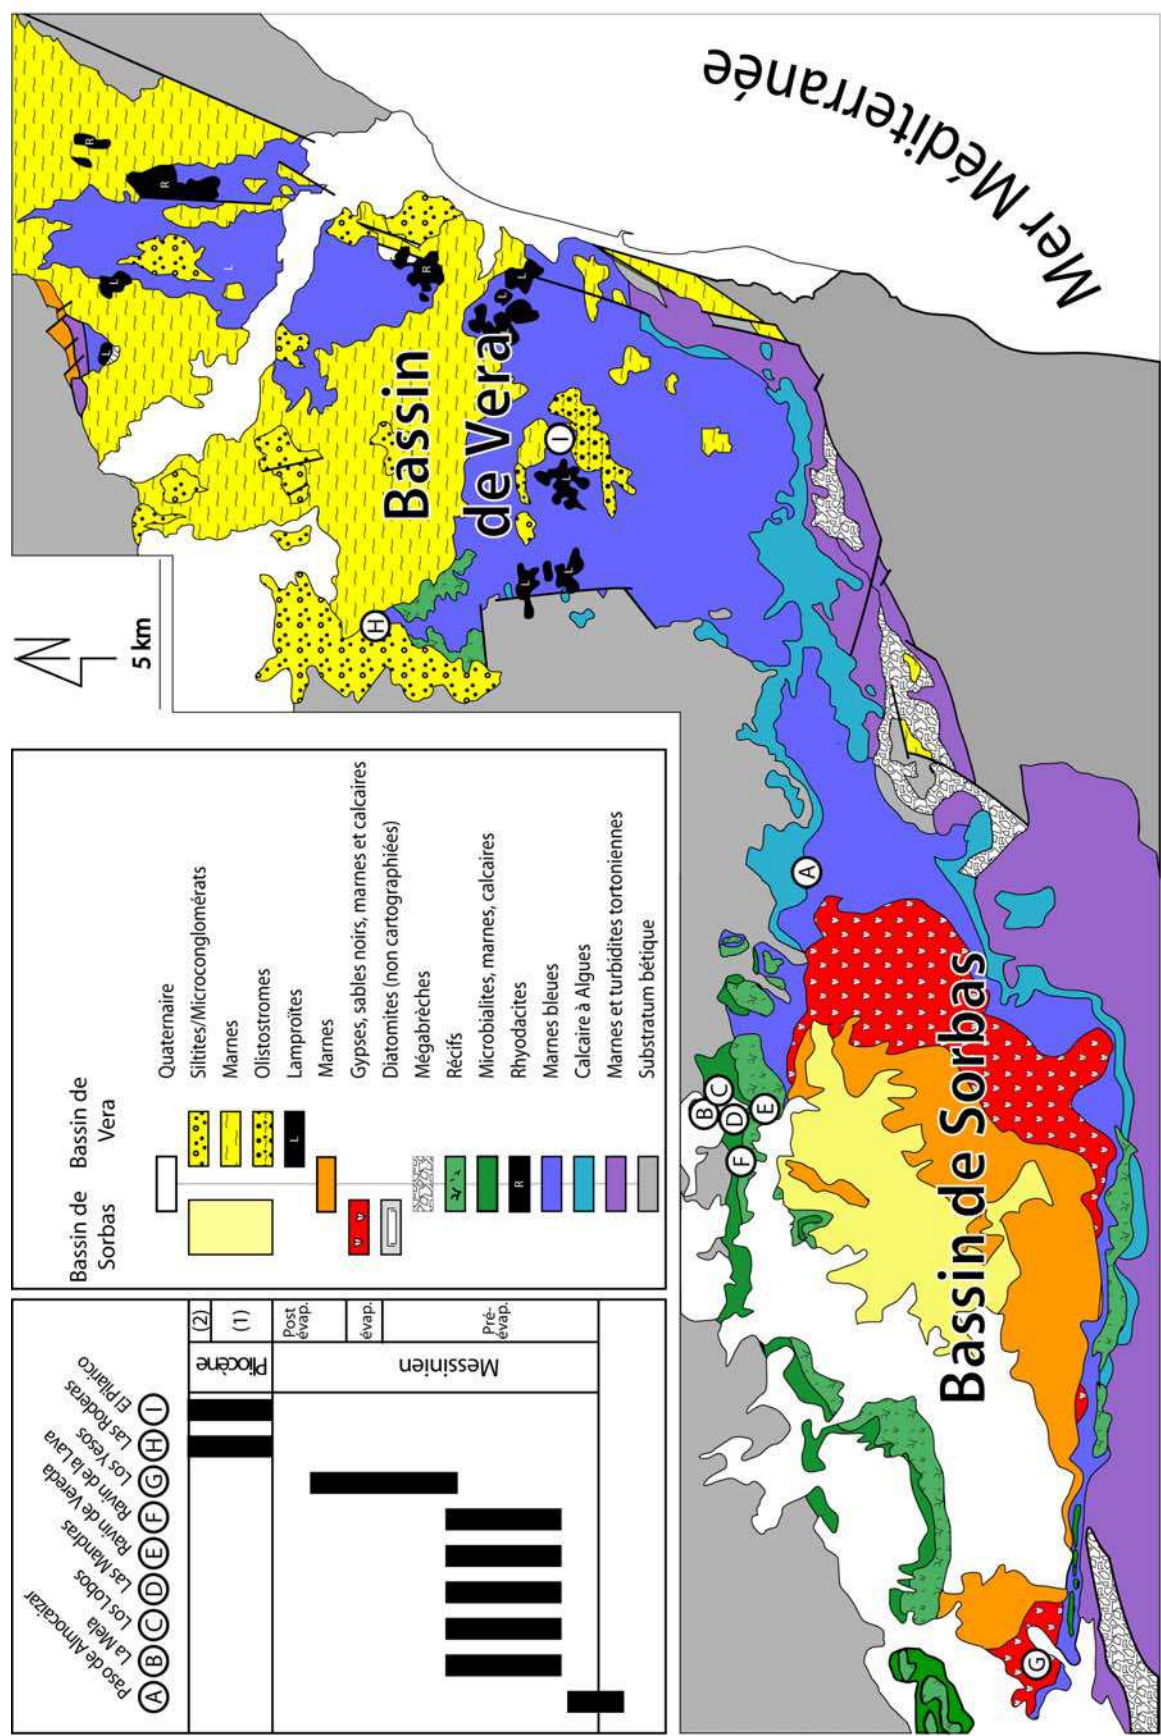 Paso de Almocaizar
La Mela
Los Lobos
Las Mandras
Ravin de Vereda
Ravin de la Lava
Los Yesos
Las Roderas
El Pilarico
A B C D E F G H I
Pliocène
(2)
(1)
Messinien
Post
évap.
évap.
Pré-
évap.
Bassin de
Sorbas
Bassin de
Vera
Quaternaire
Siltites/Microconglomérats
Marnes
Olistostromes
L
Lamproïtes
Marnes
Gypses, sables noirs, marnes et calcaires
Diatomites (non cartographiées)
Mégabrèches
Récifs
Microbialites, marnes, calcaires
R
Rhyodacites
Marnes bleues
Calcaire à Algues
Marnes et turbidites tortoniennes
Substratum bétique
5 km
Bassin
de Vera
Bassin de Sorbas
Mer Méditerranée
A
B
C
D
E
F
G
H
I
R
R
R
L
L
L
L
L
L
L
L